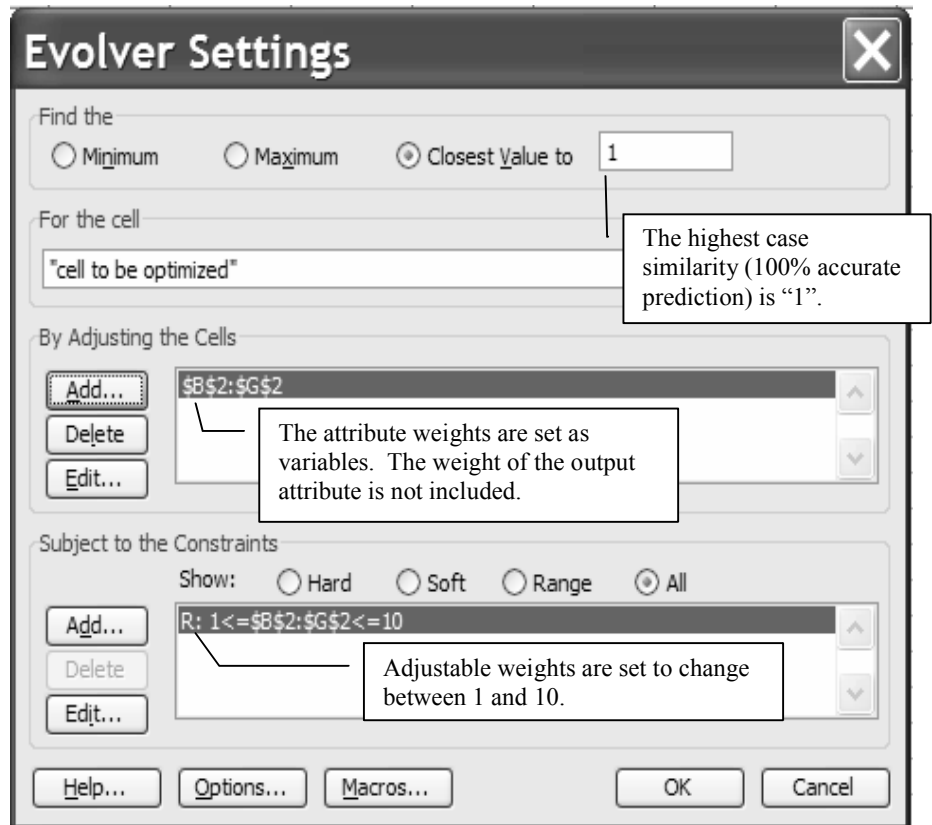 Evolver Settings
Find the
Minimum Maximum Closest Value to 1
For the cell
"cell to be optimized"
The highest case
similarity (100% accurate
prediction) is “1”.
By Adjusting the Cells
Add...
$B$2:$G$2
Delete
Edit...
The attribute weights are set as
variables. The weight of the output
attribute is not included.
Subject to the Constraints
Show: Hard Soft Range All
Add...
R: 1<=$B$2:$G$2<=10
Delete
Edit...
Adjustable weights are set to change
between 1 and 10.
Help... Options... Macros... OK Cancel